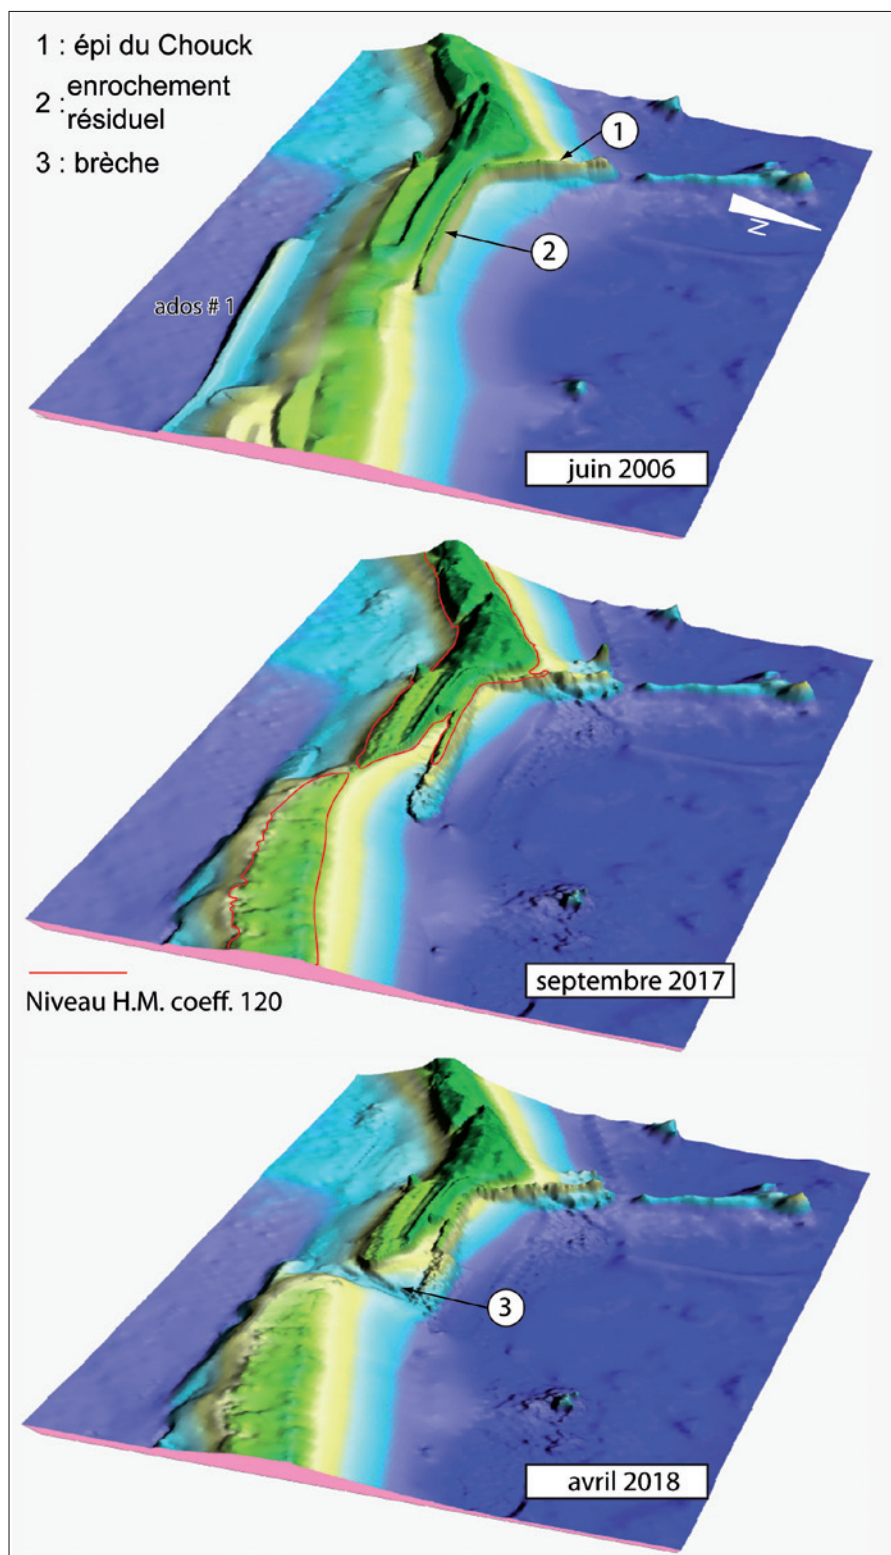 1 : épi du Chouck
2 : enrochement
résiduel
3 : brèche
1
N
2
ados # 1
juin 2006
septembre 2017
Niveau H.M. coeff. 120
3
avril 2018